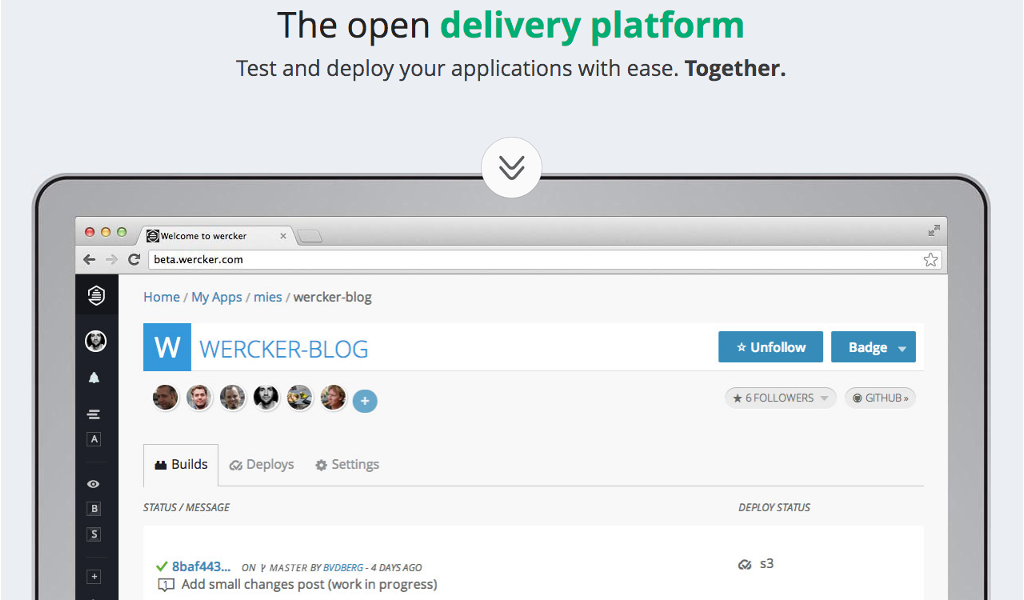 The open delivery platform
Test and deploy your applications with ease. Together.
Welcome to wercker
beta.wercker.com
Home / My Apps / mies / wercker-blog
W WERCKER-BLOG
☆ Unfollow
Badge
+
★ 6 FOLLOWERS
GITHUB »
A
B
S
+
Builds
Deploys
Settings
STATUS / MESSAGE
DEPLOY STATUS
8baf443... ON MASTER BY BVDBERG - 4 DAYS AGO
s3
1 Add small changes post (work in progress)